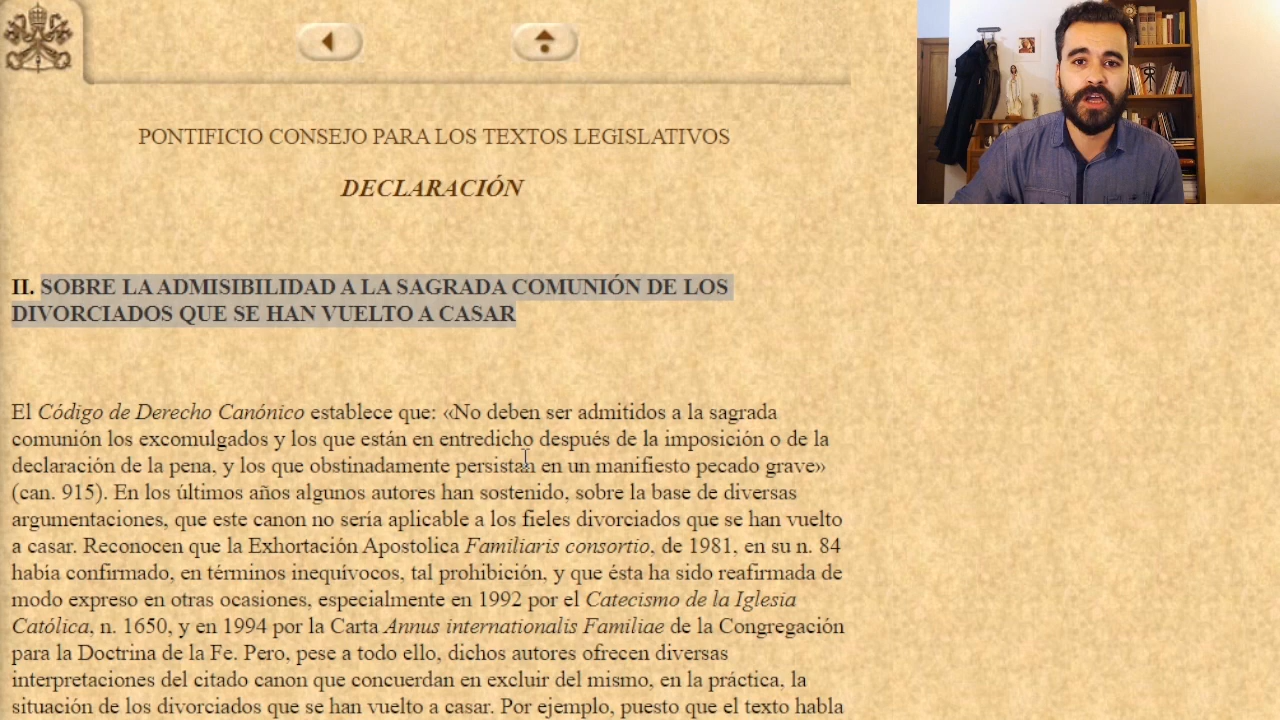 PONTIFICIO CONSEJO PARA LOS TEXTOS LEGISLATIVOS
DECLARACIÓN
II. SOBRE LA ADMISIBILIDAD A LA SAGRADA COMUNIÓN DE LOS
DIVORCIADOS QUE SE HAN VUELTO A CASAR
El Código de Derecho Canónico establece que: «No deben ser admitidos a la sagrada
comunión los excomulgados y los que están en entredicho después de la imposición o de la
declaración de la pena, y los que obstinadamente persistan en un manifiesto pecado grave»
(can. 915). En los últimos años algunos autores han sostenido, sobre la base de diversas
argumentaciones, que este canon no sería aplicable a los fieles divorciados que se han vuelto
a casar. Reconocen que la Exhortación Apostolica Familiaris consortio, de 1981, en su n. 84
había confirmado, en términos inequívocos, tal prohibición, y que ésta ha sido reafirmada de
modo expreso en otras ocasiones, especialmente en 1992 por el Catecismo de la Iglesia
Católica, n. 1650, y en 1994 por la Carta Annus internationalis Familiae de la Congregación
para la Doctrina de la Fe. Pero, pese a todo ello, dichos autores ofrecen diversas
interpretaciones del citado canon que concuerdan en excluir del mismo, en la práctica, la
situación de los divorciados que se han vuelto a casar. Por ejemplo, puesto que el texto habla